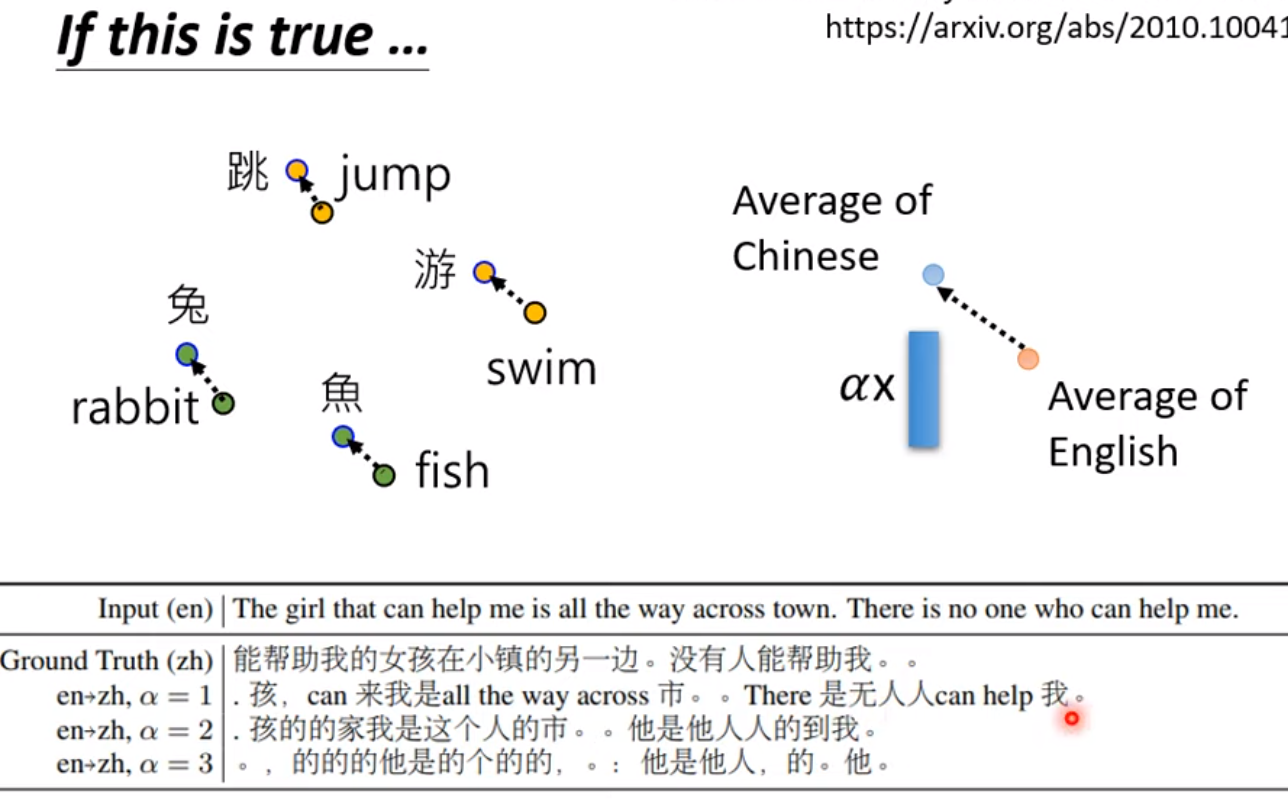 If this is true …
https://arxiv.org/abs/2010.10041
跳 jump
游
swim
兔
rabbit
魚
fish
Average of
Chinese
αx
Average of
English
Input (en) | The girl that can help me is all the way across town. There is no one who can help me.
Ground Truth (zh) | 能帮助我的女孩在小镇的另一边。没有人能帮助我。。
en→zh, α = 1 | . 孩，can 来我是all the way across 市。。There 是无人人can help 我。
en→zh, α = 2 | . 孩的的家我是这个人的市。。他是他人人的到我。
en→zh, α = 3 | 。，的的的他是的个的的，。：他是他人，的。他。